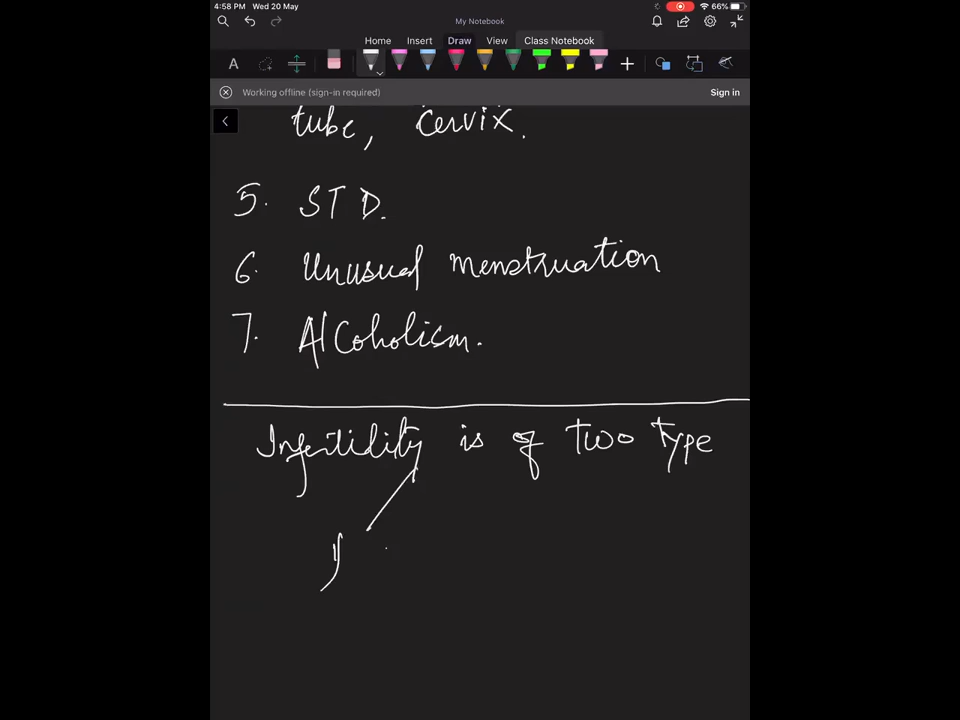 4:58 PM Wed 20 May
66%
My Notebook
Home Insert Draw View Class Notebook
A
Working offline (sign-in required) Sign in
tube, Cervix.
5. STD.
6. Unusual menstruation
7. Alcoholism.
Infertidity is of Two type